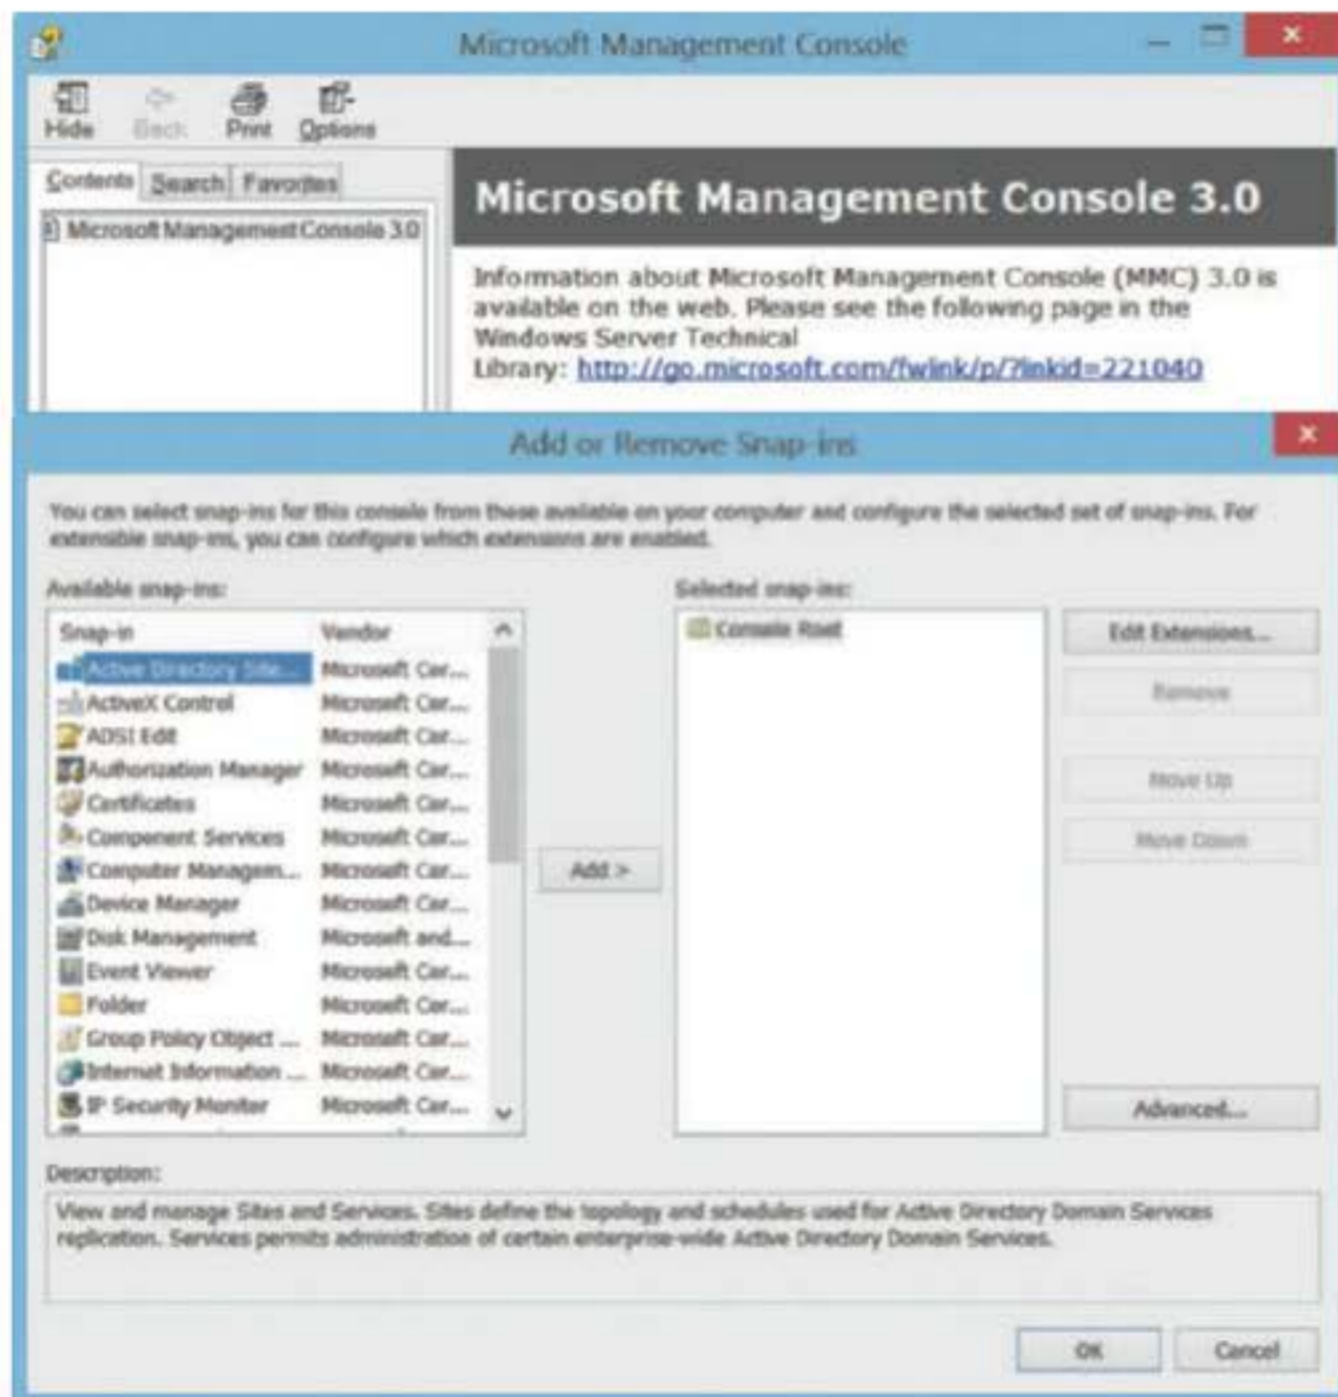 Microsoft Management Console
Hide Back Print Options
Contents Search Favorites
Microsoft Management Console 3.0
Microsoft Management Console 3.0
Information about Microsoft Management Console (MMC) 3.0 is
available on the web. Please see the following page in the
Windows Server Technical
Library: http://go.microsoft.com/fwlink/p/?linkid=221040
Add or Remove Snap-ins
You can select snap-ins for this console from those available on your computer and configure the selected set of snap-ins. For
extensible snap-ins, you can configure which extensions are enabled.
Available snap-ins:
Snap-in Vendor
Active Directory Site... Microsoft Cor...
ActiveX Control Microsoft Cor...
ADSI Edit Microsoft Cor...
Authorization Manager Microsoft Cor...
Certificates Microsoft Cor...
Component Services Microsoft Cor...
Computer Managem... Microsoft Cor...
Device Manager Microsoft Cor...
Disk Management Microsoft and...
Event Viewer Microsoft Cor...
Folder Microsoft Cor...
Group Policy Object ... Microsoft Cor...
Internet Information ... Microsoft Cor...
IP Security Monitor Microsoft Cor...
Add >
Selected snap-ins:
Console Root
Edit Extensions...
Remove
Move Up
Move Down
Advanced...
Description:
View and manage Sites and Services. Sites define the topology and schedules used for Active Directory Domain Services
replication. Services permits administration of certain enterprise-wide Active Directory Domain Services.
OK Cancel